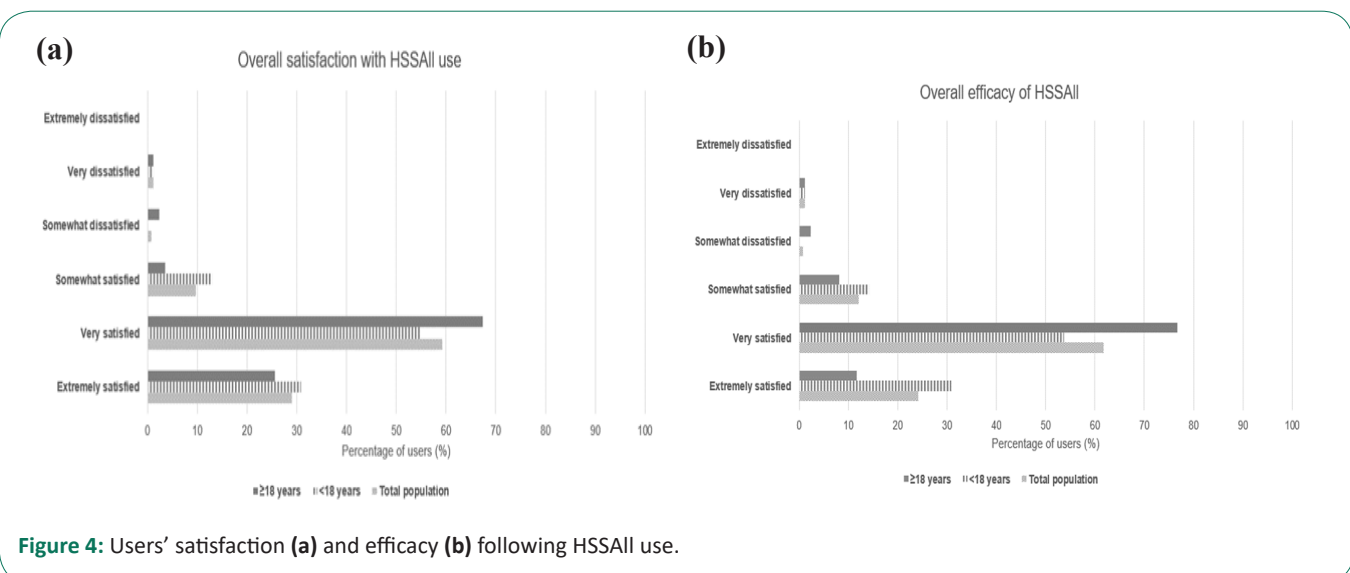 (a)
Overall satisfaction with HSSAll use
Extremely dissatisfied
Very dissatisfied
Somewhat dissatisfied
Somewhat satisfied
Very satisfied
Extremely satisfied
0 10 20 30 40 50 60 70 80 90 100
Percentage of users (%)
≥18 years <18 years Total population
(b)
Overall efficacy of HSSAll
Extremely dissatisfied
Very dissatisfied
Somewhat dissatisfied
Somewhat satisfied
Very satisfied
Extremely satisfied
0 10 20 30 40 50 60 70 80 90 100
Percentage of users (%)
≥18 years <18 years Total population
Figure 4: Users’ satisfaction (a) and efficacy (b) following HSSAll use.